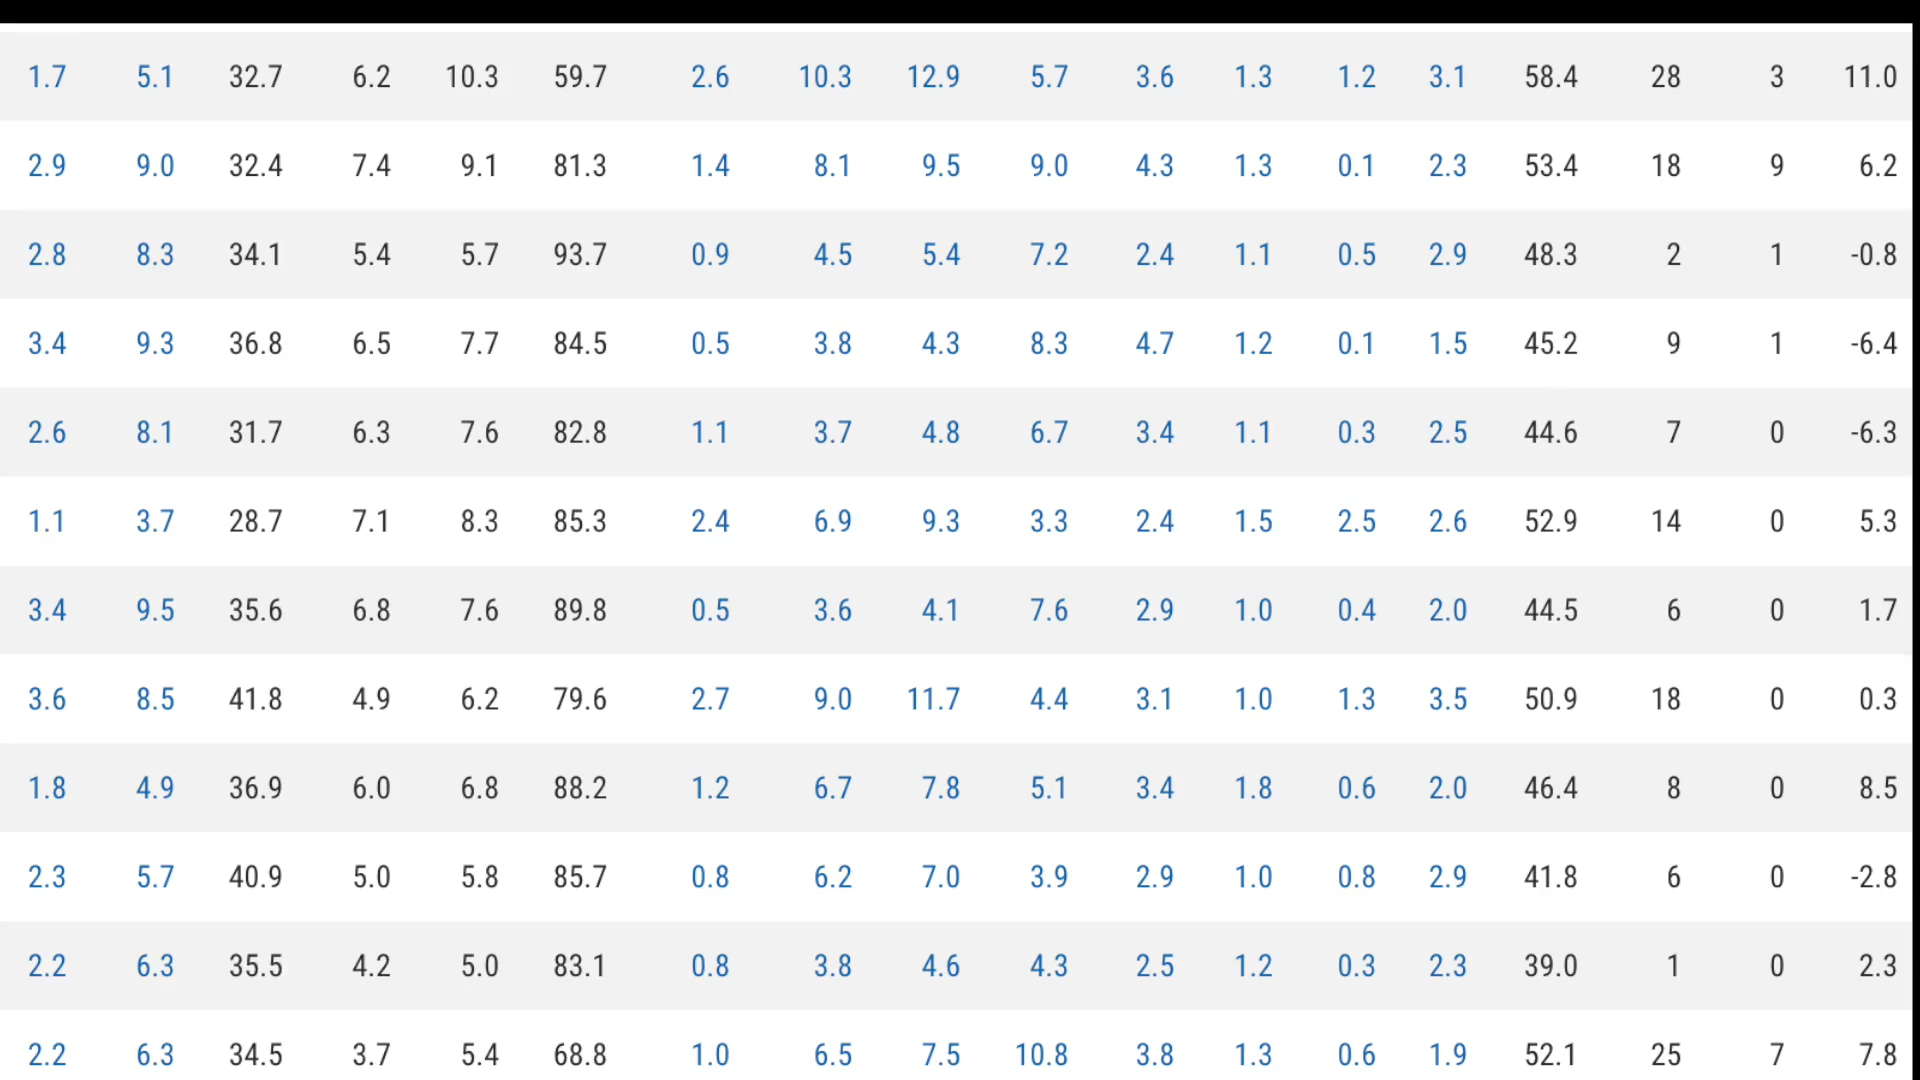 1.7 5.1 32.7 6.2 10.3 59.7 2.6 10.3 12.9 5.7 3.6 1.3 1.2 3.1 58.4 28 3 11.0
2.9 9.0 32.4 7.4 9.1 81.3 1.4 8.1 9.5 9.0 4.3 1.3 0.1 2.3 53.4 18 9 6.2
2.8 8.3 34.1 5.4 5.7 93.7 0.9 4.5 5.4 7.2 2.4 1.1 0.5 2.9 48.3 2 1 -0.8
3.4 9.3 36.8 6.5 7.7 84.5 0.5 3.8 4.3 8.3 4.7 1.2 0.1 1.5 45.2 9 1 -6.4
2.6 8.1 31.7 6.3 7.6 82.8 1.1 3.7 4.8 6.7 3.4 1.1 0.3 2.5 44.6 7 0 -6.3
1.1 3.7 28.7 7.1 8.3 85.3 2.4 6.9 9.3 3.3 2.4 1.5 2.5 2.6 52.9 14 0 5.3
3.4 9.5 35.6 6.8 7.6 89.8 0.5 3.6 4.1 7.6 2.9 1.0 0.4 2.0 44.5 6 0 1.7
3.6 8.5 41.8 4.9 6.2 79.6 2.7 9.0 11.7 4.4 3.1 1.0 1.3 3.5 50.9 18 0 0.3
1.8 4.9 36.9 6.0 6.8 88.2 1.2 6.7 7.8 5.1 3.4 1.8 0.6 2.0 46.4 8 0 8.5
2.3 5.7 40.9 5.0 5.8 85.7 0.8 6.2 7.0 3.9 2.9 1.0 0.8 2.9 41.8 6 0 -2.8
2.2 6.3 35.5 4.2 5.0 83.1 0.8 3.8 4.6 4.3 2.5 1.2 0.3 2.3 39.0 1 0 2.3
2.2 6.3 34.5 3.7 5.4 68.8 1.0 6.5 7.5 10.8 3.8 1.3 0.6 1.9 52.1 25 7 7.8